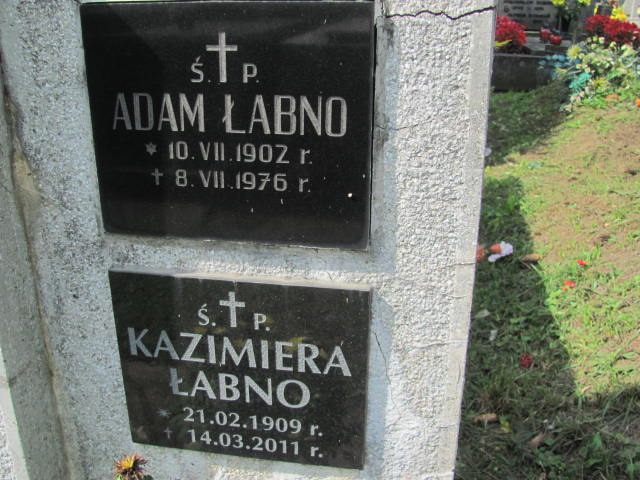 Ś. † P.
ADAM ŁABNO
* 10. VII. 1902 r.
† 8. VII. 1976 r.
Ś. † P.
KAZIMIERA
ŁABNO
* 21.02.1909 r.
† 14.03.2011 r.